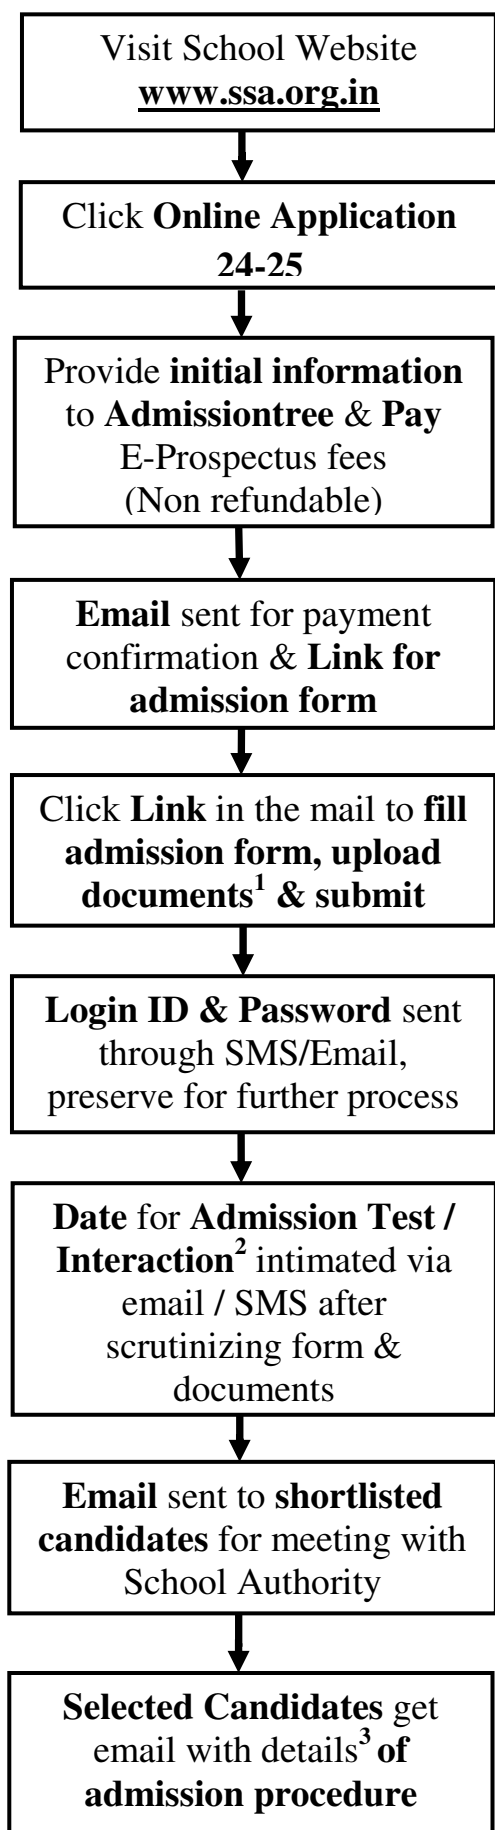 Visit School Website
www.ssa.org.in
Click Online Application
24-25
Provide initial information
to Admissiontree & Pay
E-Prospectus fees
(Non refundable)
Email sent for payment
confirmation & Link for
admission form
Click Link in the mail to fill
admission form, upload
documents¹ & submit
Login ID & Password sent
through SMS/Email,
preserve for further process
Date for Admission Test /
Interaction² intimated via
email / SMS after
scrutinizing form &
documents
Email sent to shortlisted
candidates for meeting with
School Authority
Selected Candidates get
email with details³ of
admission procedure